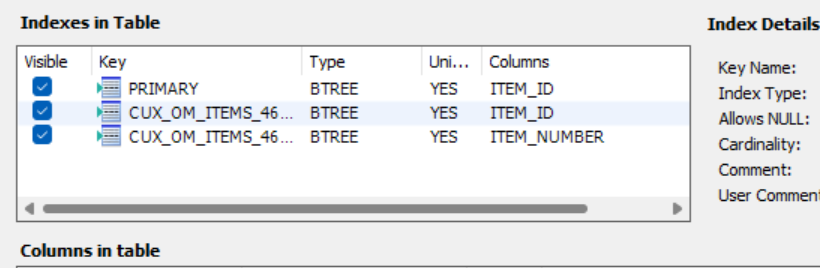 Indexes in Table
Index Details
Visible Key Type Uni... Columns
PRIMARY BTREE YES ITEM_ID
CUX_OM_ITEMS_46... BTREE YES ITEM_ID
CUX_OM_ITEMS_46... BTREE YES ITEM_NUMBER
Key Name:
Index Type:
Allows NULL:
Cardinality:
Comment:
User Comment
Columns in table